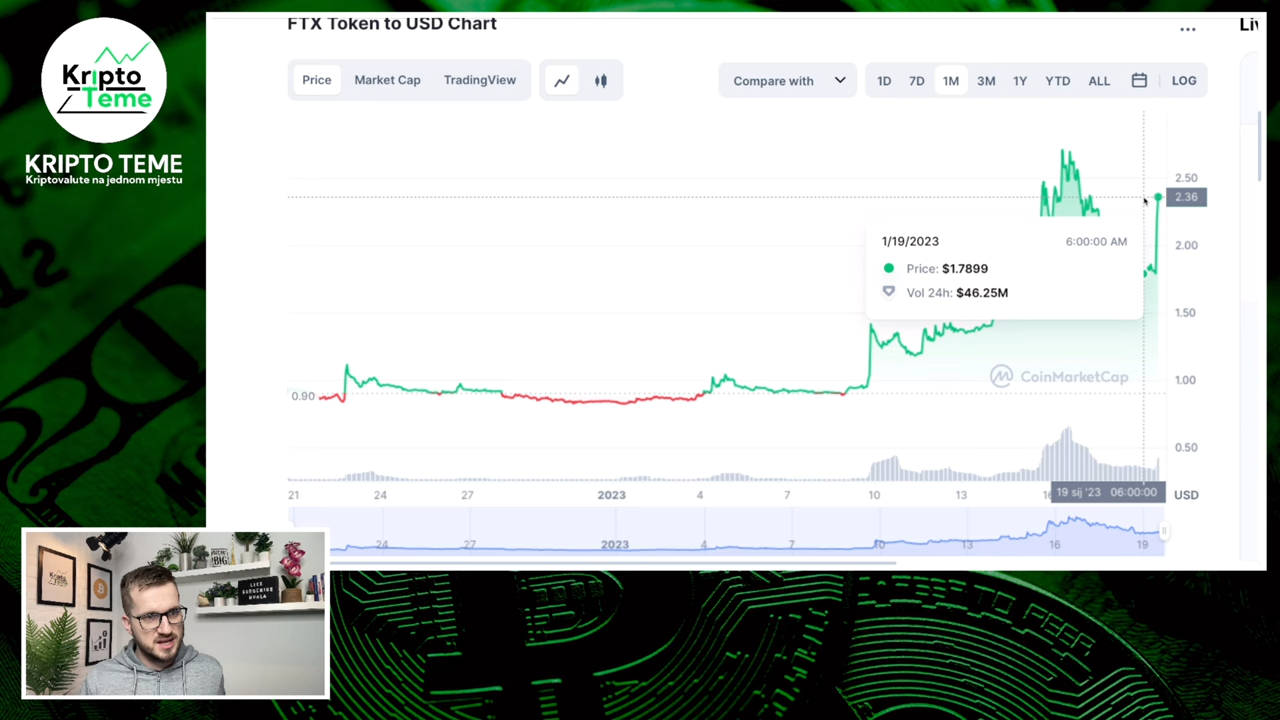 Kripto
Teme
KRIPTO TEME
Kriptovalute na jednom mjestu
FTX Token to USD Chart
Price Market Cap TradingView
Compare with
1D 7D 1M 3M 1Y YTD ALL LOG
2.50
2.36
2.00
1.50
1.00
0.50
0.90
1/19/2023 6:00:00 AM
Price: $1.7899
Vol 24h: $46.25M
CoinMarketCap
21 24 27 2023 4 7 10 13 19 sij '23 06:00:00 USD
24 27 2023 4 7 10 13 16 19
LIKE
SUBSCRIBE
HVALA